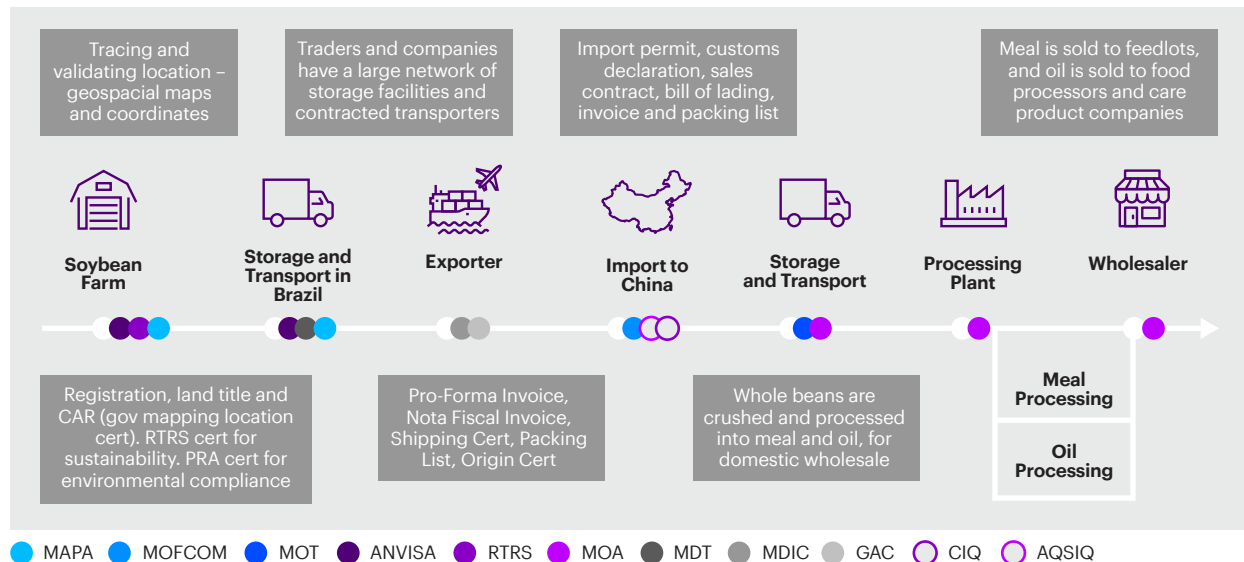 Tracing and
validating location –
geospacial maps
and coordinates
Traders and companies
have a large network of
storage facilities and
contracted transporters
Import permit, customs
declaration, sales
contract, bill of lading,
invoice and packing list
Meal is sold to feedlots,
and oil is sold to food
processors and care
product companies
Soybean
Farm
Storage and
Transport in
Brazil
Exporter
Import to
China
Storage
and Transport
Processing
Plant
Wholesaler
Registration, land title and
CAR (gov mapping location
cert). RTRS cert for
sustainability. PRA cert for
environmental compliance
Pro-Forma Invoice,
Nota Fiscal Invoice,
Shipping Cert, Packing
List, Origin Cert
Whole beans are
crushed and processed
into meal and oil, for
domestic wholesale
Meal
Processing
Oil
Processing
MAPA MOFCOM MOT ANVISA RTRS MOA MDT MDIC GAC CIQ AQSIQ